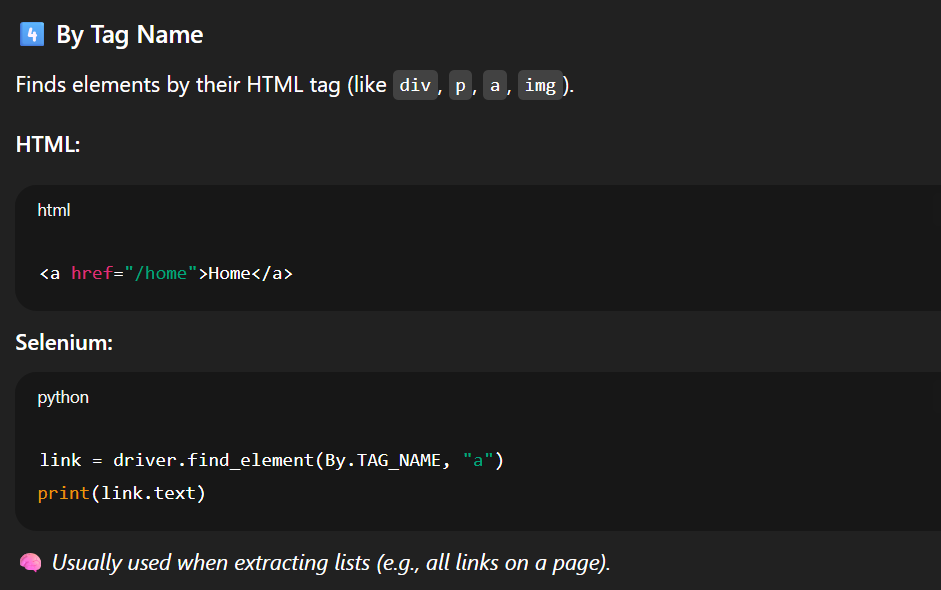 4️⃣ By Tag Name
Finds elements by their HTML tag (like div, p, a, img).
HTML:
html
<a href="/home">Home</a>
Selenium:
python
link = driver.find_element(By.TAG_NAME, "a")
print(link.text)
🧠 Usually used when extracting lists (e.g., all links on a page).